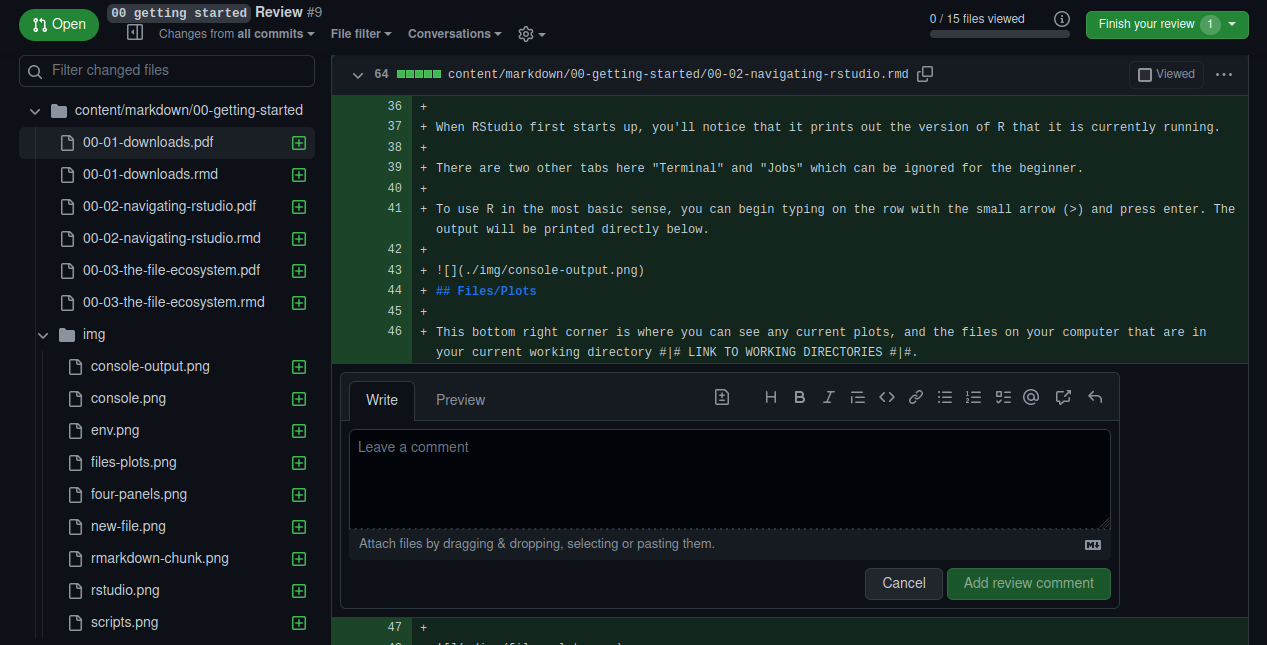 Open
00 getting started Review #9
Changes from all commits
File filter
Conversations
0 / 15 files viewed
Finish your review 1
Filter changed files
content/markdown/00-getting-started
00-01-downloads.pdf
00-01-downloads.rmd
00-02-navigating-rstudio.pdf
00-02-navigating-rstudio.rmd
00-03-the-file-ecosystem.pdf
00-03-the-file-ecosystem.rmd
img
console-output.png
console.png
env.png
files-plots.png
four-panels.png
new-file.png
rmarkdown-chunk.png
rstudio.png
scripts.png
64 content/markdown/00-getting-started/00-02-navigating-rstudio.rmd
Viewed
36 +
37 + When RStudio first starts up, you'll notice that it prints out the version of R that it is currently running.
38 +
39 + There are two other tabs here "Terminal" and "Jobs" which can be ignored for the beginner.
40 +
41 + To use R in the most basic sense, you can begin typing on the row with the small arrow (>) and press enter. The
output will be printed directly below.
42 +
43 + ![](./img/console-output.png)
44 + ## Files/Plots
45 +
46 + This bottom right corner is where you can see any current plots, and the files on your computer that are in
your current working directory #|# LINK TO WORKING DIRECTORIES #|#.
Write
Preview
Leave a comment
Attach files by dragging & dropping, selecting or pasting them.
Cancel
Add review comment
47 +